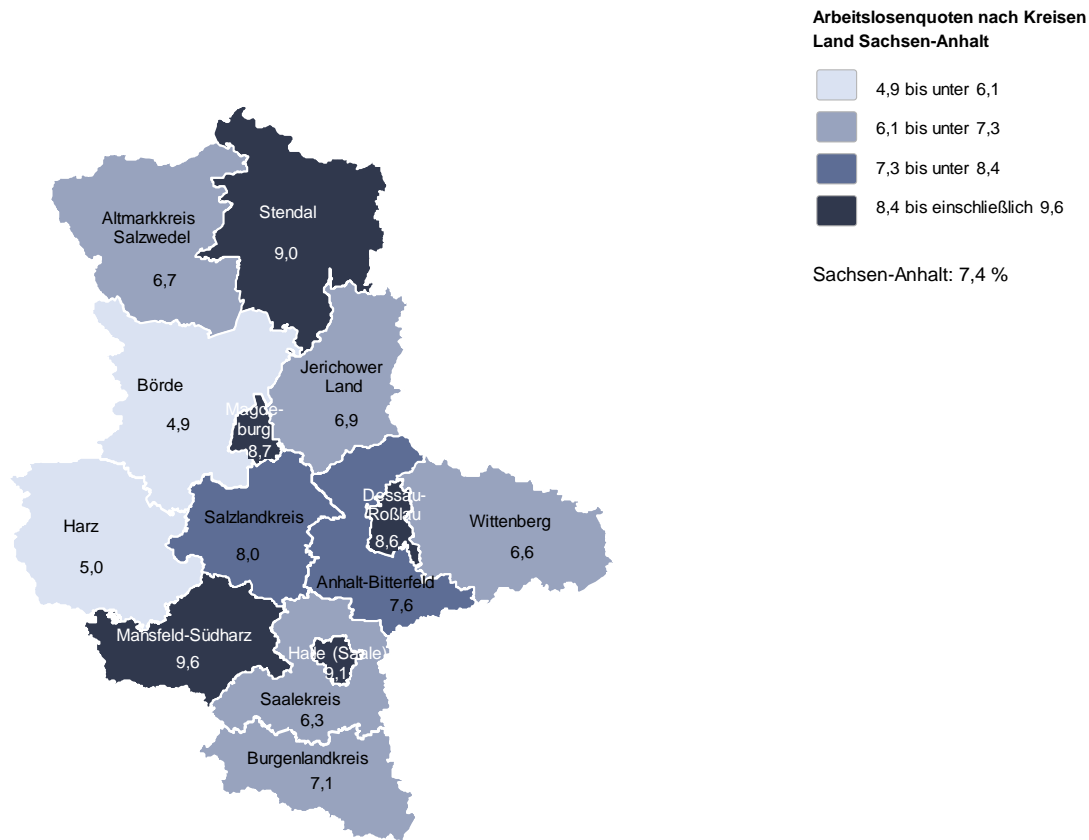 Arbeitslosenquoten nach Kreisen
Land Sachsen-Anhalt
4,9 bis unter 6,1
6,1 bis unter 7,3
7,3 bis unter 8,4
8,4 bis einschließlich 9,6
Sachsen-Anhalt: 7,4 %
Stendal
9,0
Altmarkkreis
Salzwedel
6,7
Jerichower
Land
6,9
Börde
4,9
Magde-
burg
8,7
Dessau-
Roßlau
8,6
Wittenberg
6,6
Salzlandkreis
8,0
Harz
5,0
Anhalt-Bitterfeld
7,6
Mansfeld-Südharz
9,6
Halle (Saale)
9,1
Saalekreis
6,3
Burgenlandkreis
7,1